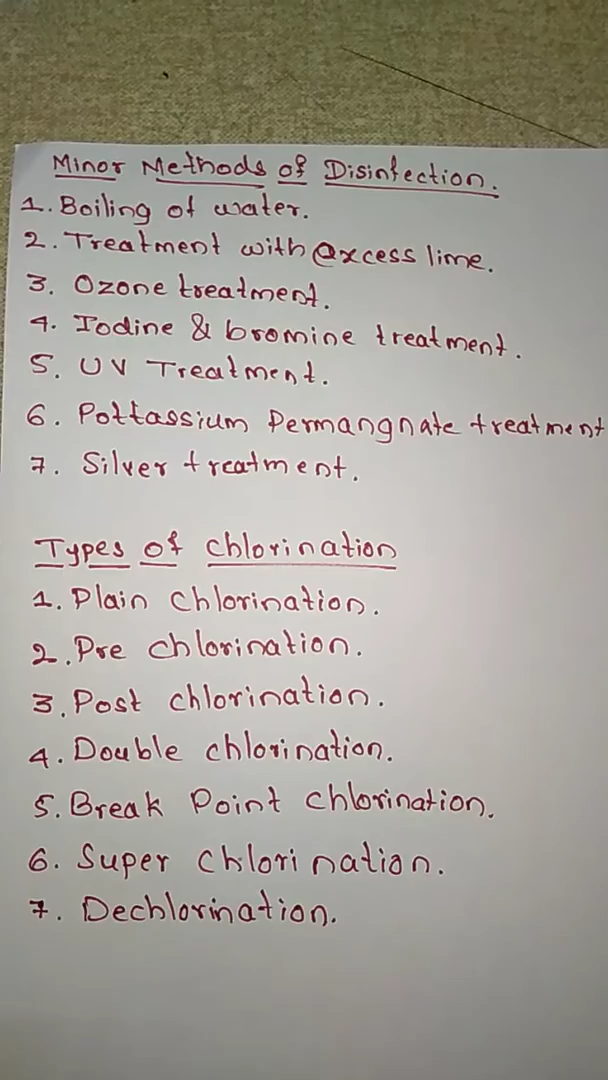 Minor Methods of Disinfection.
1. Boiling of water.
2. Treatment with excess lime.
3. Ozone treatment.
4. Iodine & bromine treatment.
5. UV Treatment.
6. Pottassium Permangnate treatment
7. Silver treatment.
Types of chlorination
1. Plain chlorination.
2. Pre chlorination.
3. Post chlorination.
4. Double chlorination.
5. Break Point chlorination.
6. Super chlorination.
7. Dechlorination.